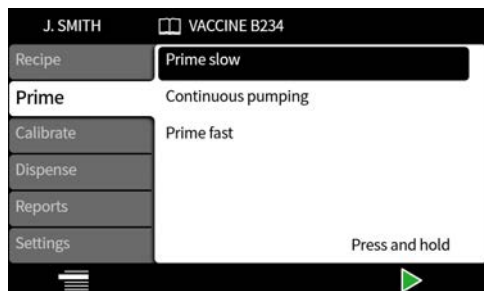 J. SMITH
VACCINE B234
Recipe
Prime
Calibrate
Dispense
Reports
Settings
Prime slow
Continuous pumping
Prime fast
Press and hold